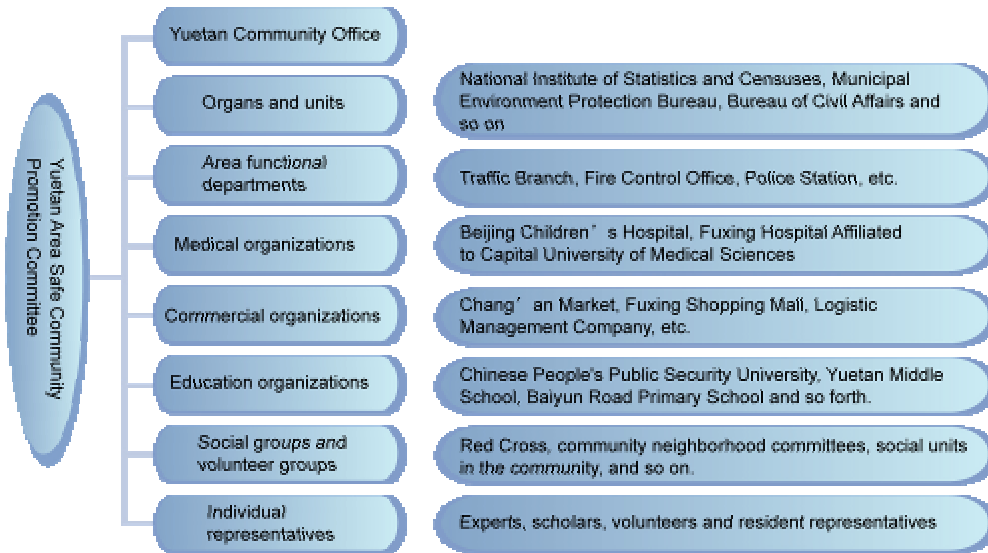 Yuetan Area Safe Community
Promotion Committee
Yuetan Community Office
Organs and units
National Institute of Statistics and Censuses, Municipal
Environment Protection Bureau, Bureau of Civil Affairs and
so on
Area functional
departments
Traffic Branch, Fire Control Office, Police Station, etc.
Medical organizations
Beijing Children's Hospital, Fuxing Hospital Affiliated
to Capital University of Medical Sciences
Commercial organizations
Chang'an Market, Fuxing Shopping Mall, Logistic
Management Company, etc.
Education organizations
Chinese People's Public Security University, Yuetan Middle
School, Baiyun Road Primary School and so forth.
Social groups and
volunteer groups
Red Cross, community neighborhood committees, social units
in the community, and so on.
Individual
representatives
Experts, scholars, volunteers and resident representatives